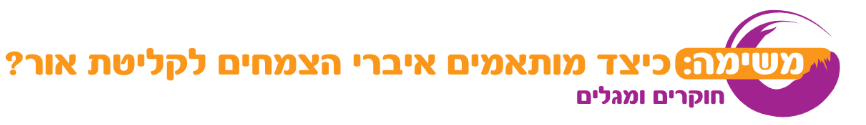 משימה: כיצד מותאמים איברי הצמחים לקליטת אור?
חוקרים ומגלים